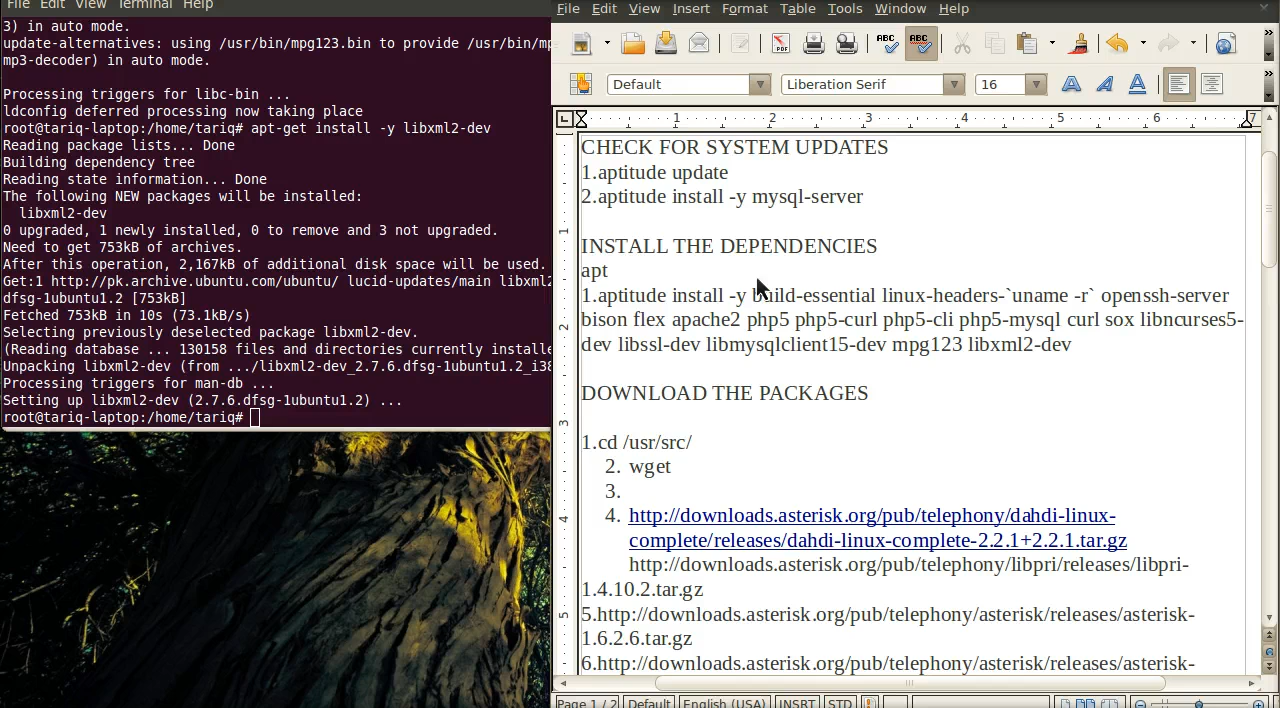 File Edit View Terminal Help
3) in auto mode.
update-alternatives: using /usr/bin/mpg123.bin to provide /usr/bin/mp
mp3-decoder) in auto mode.
Processing triggers for libc-bin ...
ldconfig deferred processing now taking place
root@tariq-laptop:/home/tariq# apt-get install -y libxml2-dev
Reading package lists... Done
Building dependency tree
Reading state information... Done
The following NEW packages will be installed:
libxml2-dev
0 upgraded, 1 newly installed, 0 to remove and 3 not upgraded.
Need to get 753kB of archives.
After this operation, 2,167kB of additional disk space will be used.
Get:1 http://pk.archive.ubuntu.com/ubuntu/ lucid-updates/main libxml2
dfsg-1ubuntu1.2 [753kB]
Fetched 753kB in 10s (73.1kB/s)
Selecting previously deselected package libxml2-dev.
(Reading database ... 130158 files and directories currently installe
Unpacking libxml2-dev (from .../libxml2-dev_2.7.6.dfsg-1ubuntu1.2_i38
Processing triggers for man-db ...
Setting up libxml2-dev (2.7.6.dfsg-1ubuntu1.2) ...
root@tariq-laptop:/home/tariq#
File Edit View Insert Format Table Tools Window Help
PDF ABC ABC
Default Liberation Serif 16
1 2 3 4 5 6 7
CHECK FOR SYSTEM UPDATES
1.aptitude update
2.aptitude install -y mysql-server
INSTALL THE DEPENDENCIES
apt
1.aptitude install -y build-essential linux-headers-`uname -r` openssh-server
bison flex apache2 php5 php5-curl php5-cli php5-mysql curl sox libncurses5-
dev libssl-dev libmysqlclient15-dev mpg123 libxml2-dev
DOWNLOAD THE PACKAGES
1.cd /usr/src/
2. wget
3.
4. http://downloads.asterisk.org/pub/telephony/dahdi-linux-
complete/releases/dahdi-linux-complete-2.2.1+2.2.1.tar.gz
http://downloads.asterisk.org/pub/telephony/libpri/releases/libpri-
1.4.10.2.tar.gz
5.http://downloads.asterisk.org/pub/telephony/asterisk/releases/asterisk-
1.6.2.6.tar.gz
6.http://downloads.asterisk.org/pub/telephony/asterisk/releases/asterisk-
1
2
3
4
5
Page 1 / 2 Default English (USA) INSRT STD